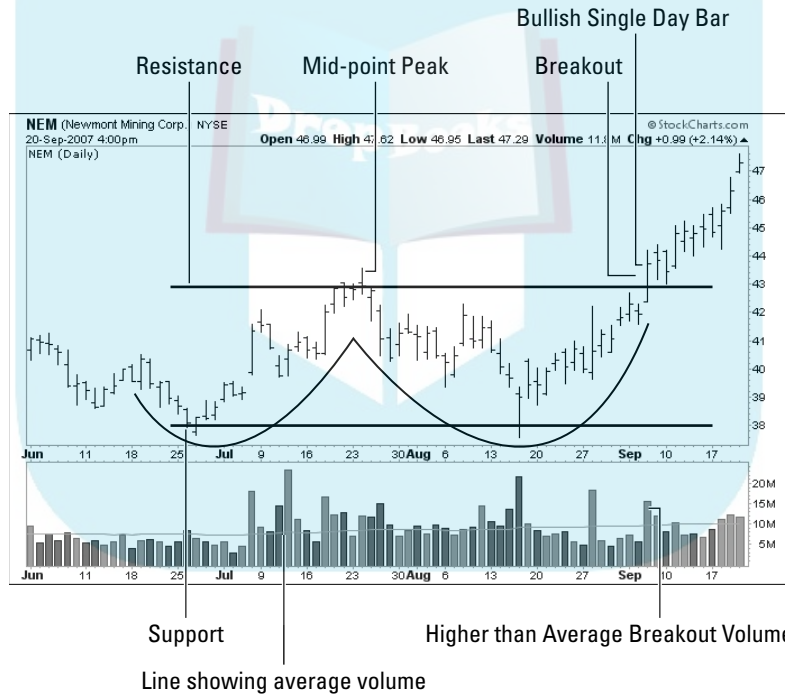 Bullish Single Day Bar
Resistance Mid-point Peak Breakout
NEM (Newmont Mining Corp. NYSE © StockCharts.com
20-Sep-2007 4:00pm Open 46.99 High 47.62 Low 46.95 Last 47.29 Volume 11. M Chg +0.99 (+2.14%)
NEM (Daily)
47
46
45
44
43
42
41
40
39
38
Jun 11 18 25 Jul 9 16 23 30 Aug 6 13 20 27 Sep 10 17
20M
15M
10M
5M
Jun 11 18 25 Jul 9 16 23 30 Aug 6 13 20 27 Sep 10 17
Support Higher than Average Breakout Volume
Line showing average volume